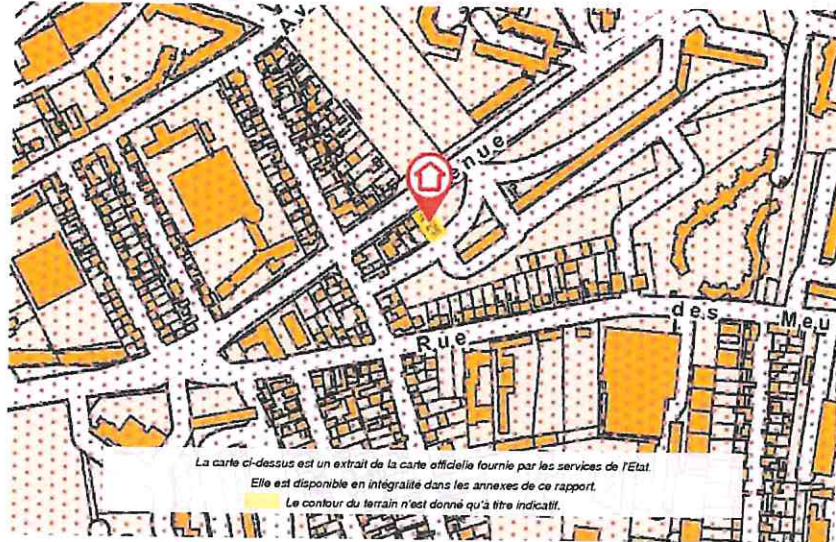 Av
enue
des Meu
Rue
La carte ci-dessus est un extrait de la carte officielle fournie par les services de l'Etat.
Elle est disponible en intégralité dans les annexes de ce rapport.
Le contour du terrain n'est donné qu'à titre indicatif.